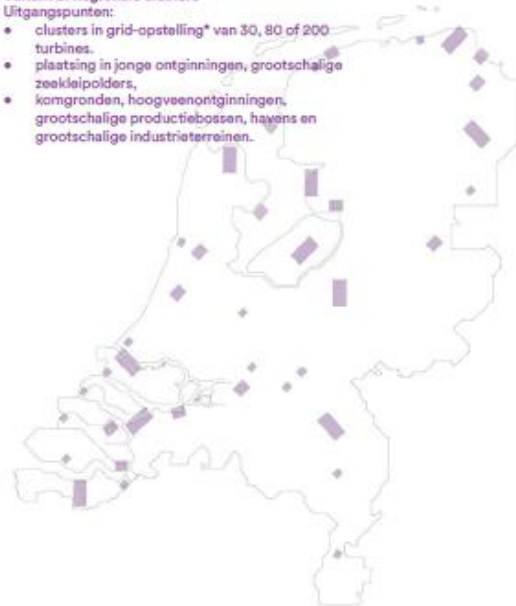 Uitgangspunten:
• clusters in grid-opstelling* van 30, 80 of 200
turbines.
• plaatsing in jonge ontginningen, grootschalige
zeekleipolders,
• komgronden, hoogveenontginningen,
grootschalige productiebossen, havens en
grootschalige industrieterreinen.